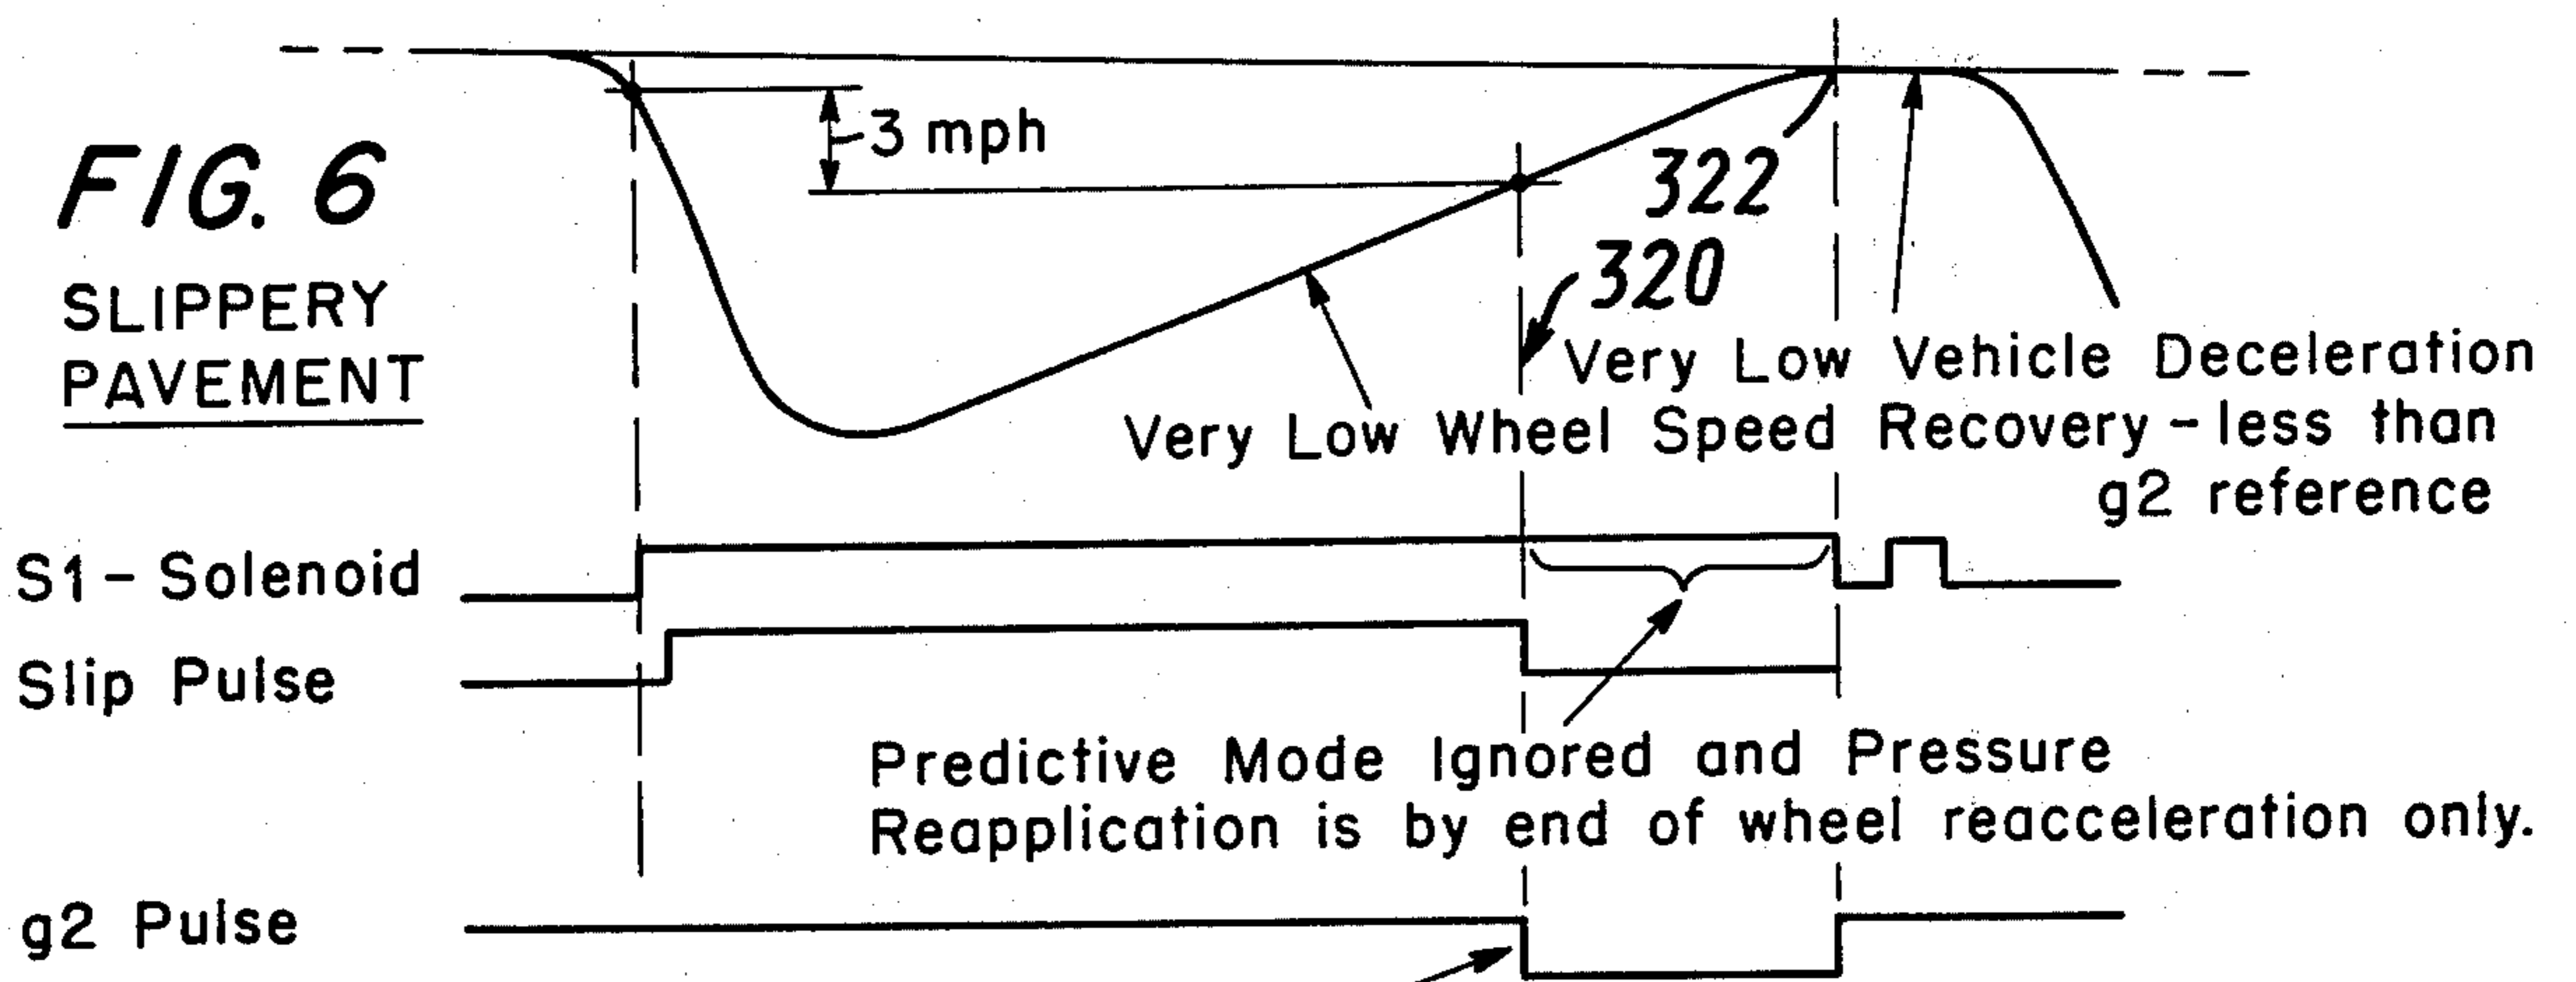 FIG. 6
SLIPPERY
PAVEMENT
3 mph
322
320
Very Low Vehicle Deceleration
Very Low Wheel Speed Recovery - less than
g2 reference
S1 - Solenoid
Slip Pulse
Predictive Mode Ignored and Pressure
Reapplication is by end of wheel reacceleration only.
g2 Pulse